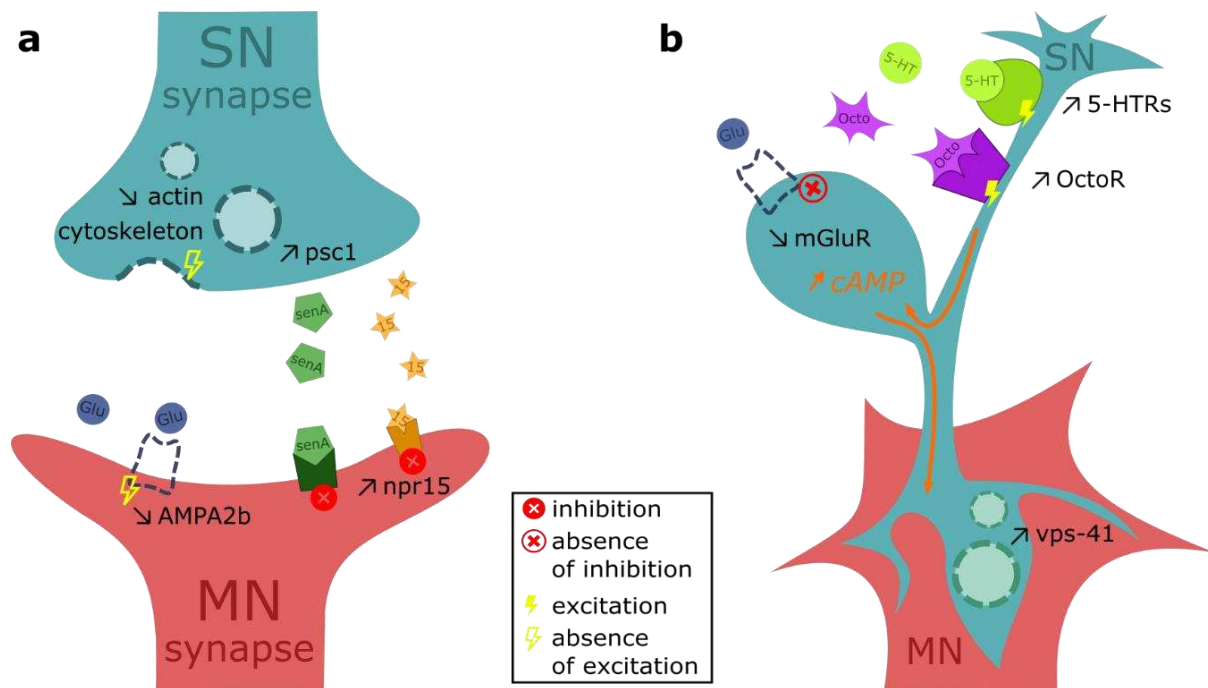 a
SN
synapse
↘ actin
cytoskeleton
↗ psc1
senA
senA
senA
15
15
15
15
Glu
Glu
↘ AMPA2b
↗ npr15
MN
synapse
inhibition
absence
of inhibition
excitation
absence
of excitation
b
SN
5-HT
5-HT
↗ 5-HTRs
Octo
Octo
↗ OctoR
Glu
↘ mGluR
↗ cAMP
↗ vps-41
MN